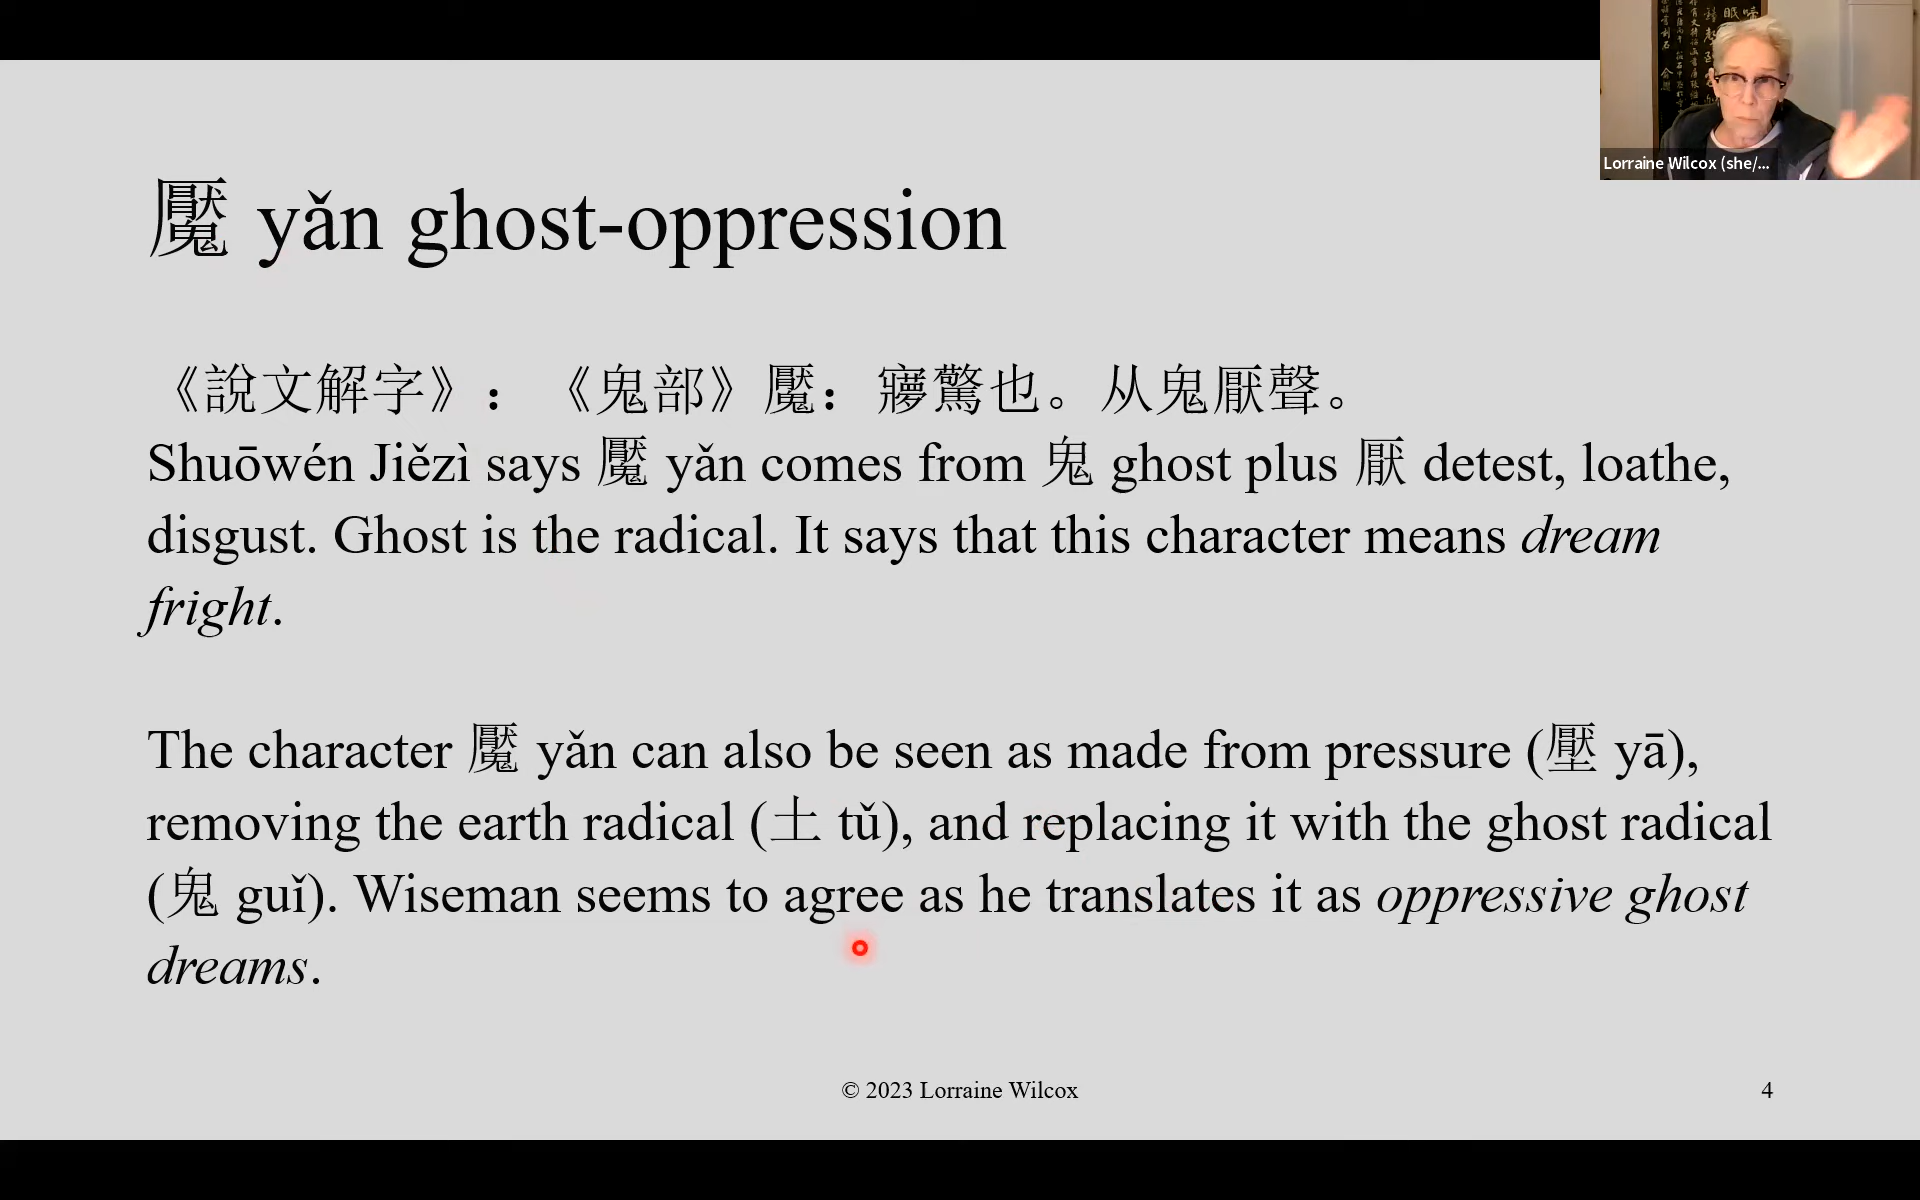 Lorraine Wilcox (she/...
魘 yǎn ghost-oppression
《說文解字》：《鬼部》魘：㝱驚也。从鬼厭聲。
Shuōwén Jiězì says 魘 yǎn comes from 鬼 ghost plus 厭 detest, loathe,
disgust. Ghost is the radical. It says that this character means dream
fright.
The character 魘 yǎn can also be seen as made from pressure (壓 yā),
removing the earth radical (土 tǔ), and replacing it with the ghost radical
(鬼 guǐ). Wiseman seems to agree as he translates it as oppressive ghost
dreams.
© 2023 Lorraine Wilcox
4